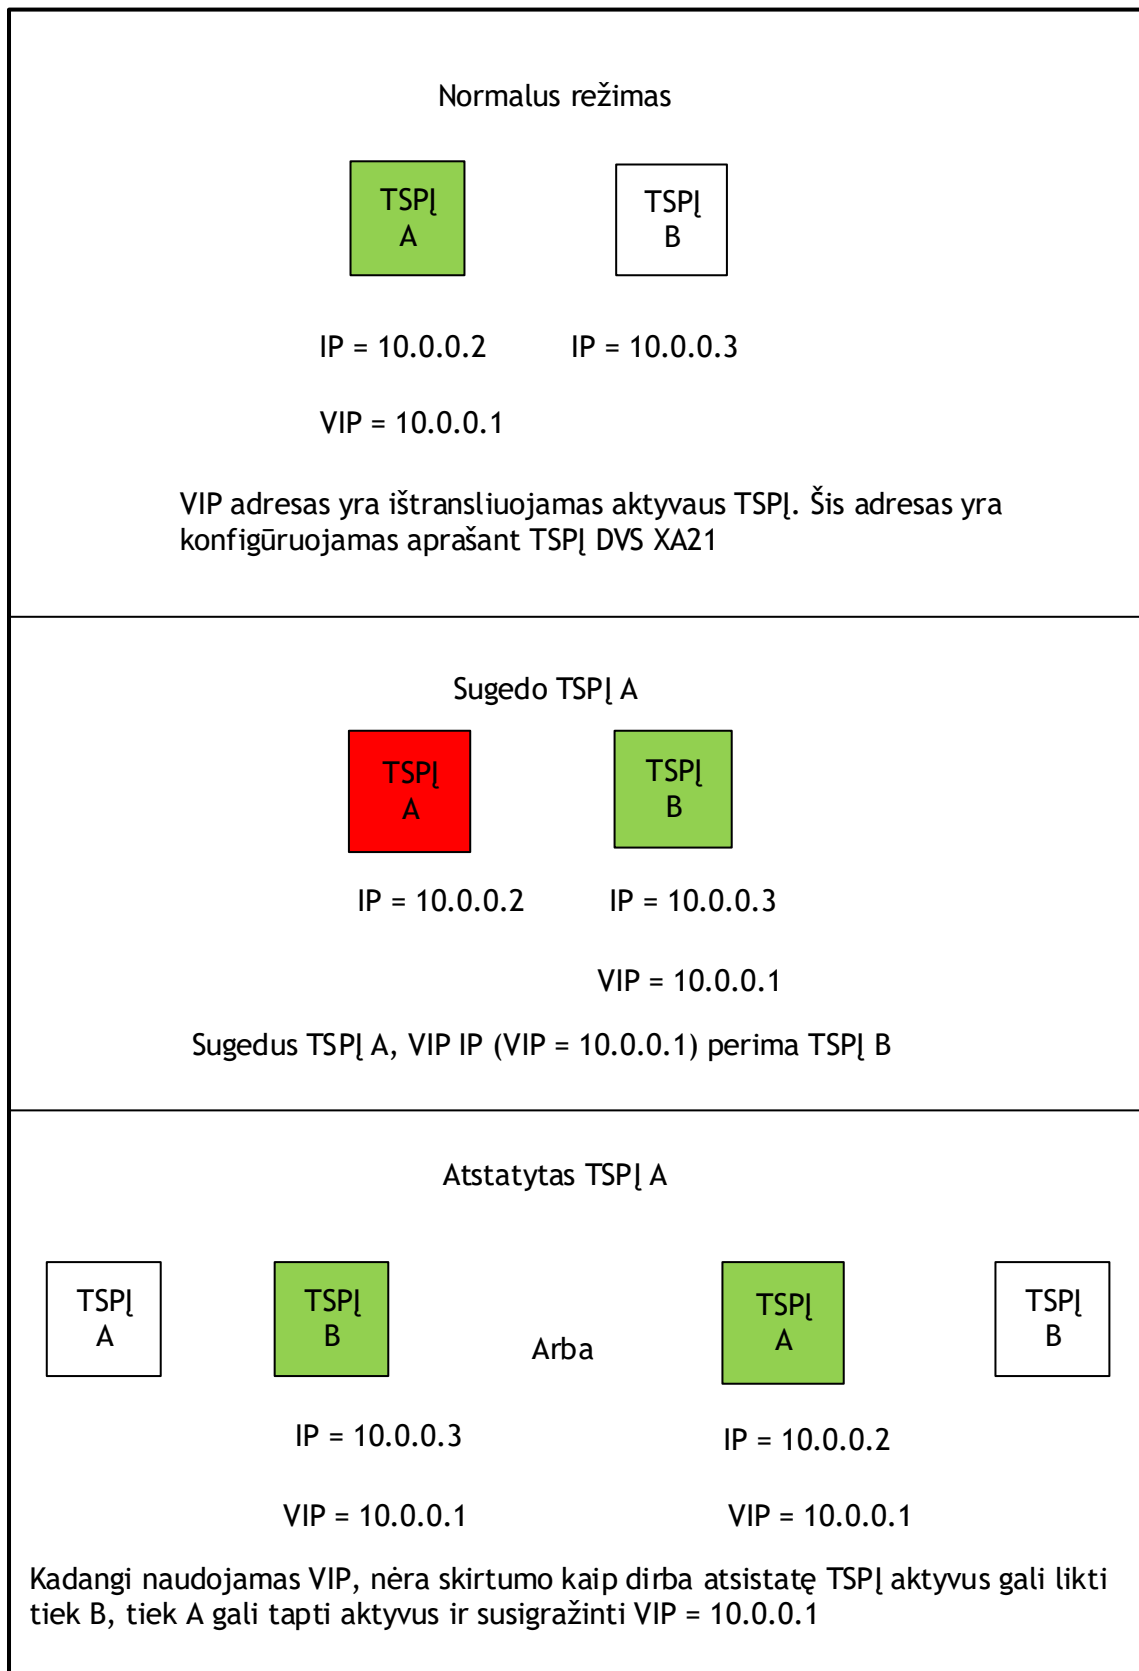 Normalus režimas
TSPĮ
A
TSPĮ
B
IP = 10.0.0.2
IP = 10.0.0.3
VIP = 10.0.0.1
VIP adresas yra ištransliuojamas aktyvaus TSPĮ. Šis adresas yra
konfigūruojamas aprašant TSPĮ DVS XA21
Sugedo TSPĮ A
TSPĮ
A
TSPĮ
B
IP = 10.0.0.2
IP = 10.0.0.3
VIP = 10.0.0.1
Sugedus TSPĮ A, VIP IP (VIP = 10.0.0.1) perima TSPĮ B
Atstatytas TSPĮ A
TSPĮ
A
TSPĮ
B
Arba
TSPĮ
A
TSPĮ
B
IP = 10.0.0.3
IP = 10.0.0.2
VIP = 10.0.0.1
VIP = 10.0.0.1
Kadangi naudojamas VIP, nėra skirtumo kaip dirba atsistatę TSPĮ aktyvus gali likti
tiek B, tiek A gali tapti aktyvus ir susigražinti VIP = 10.0.0.1